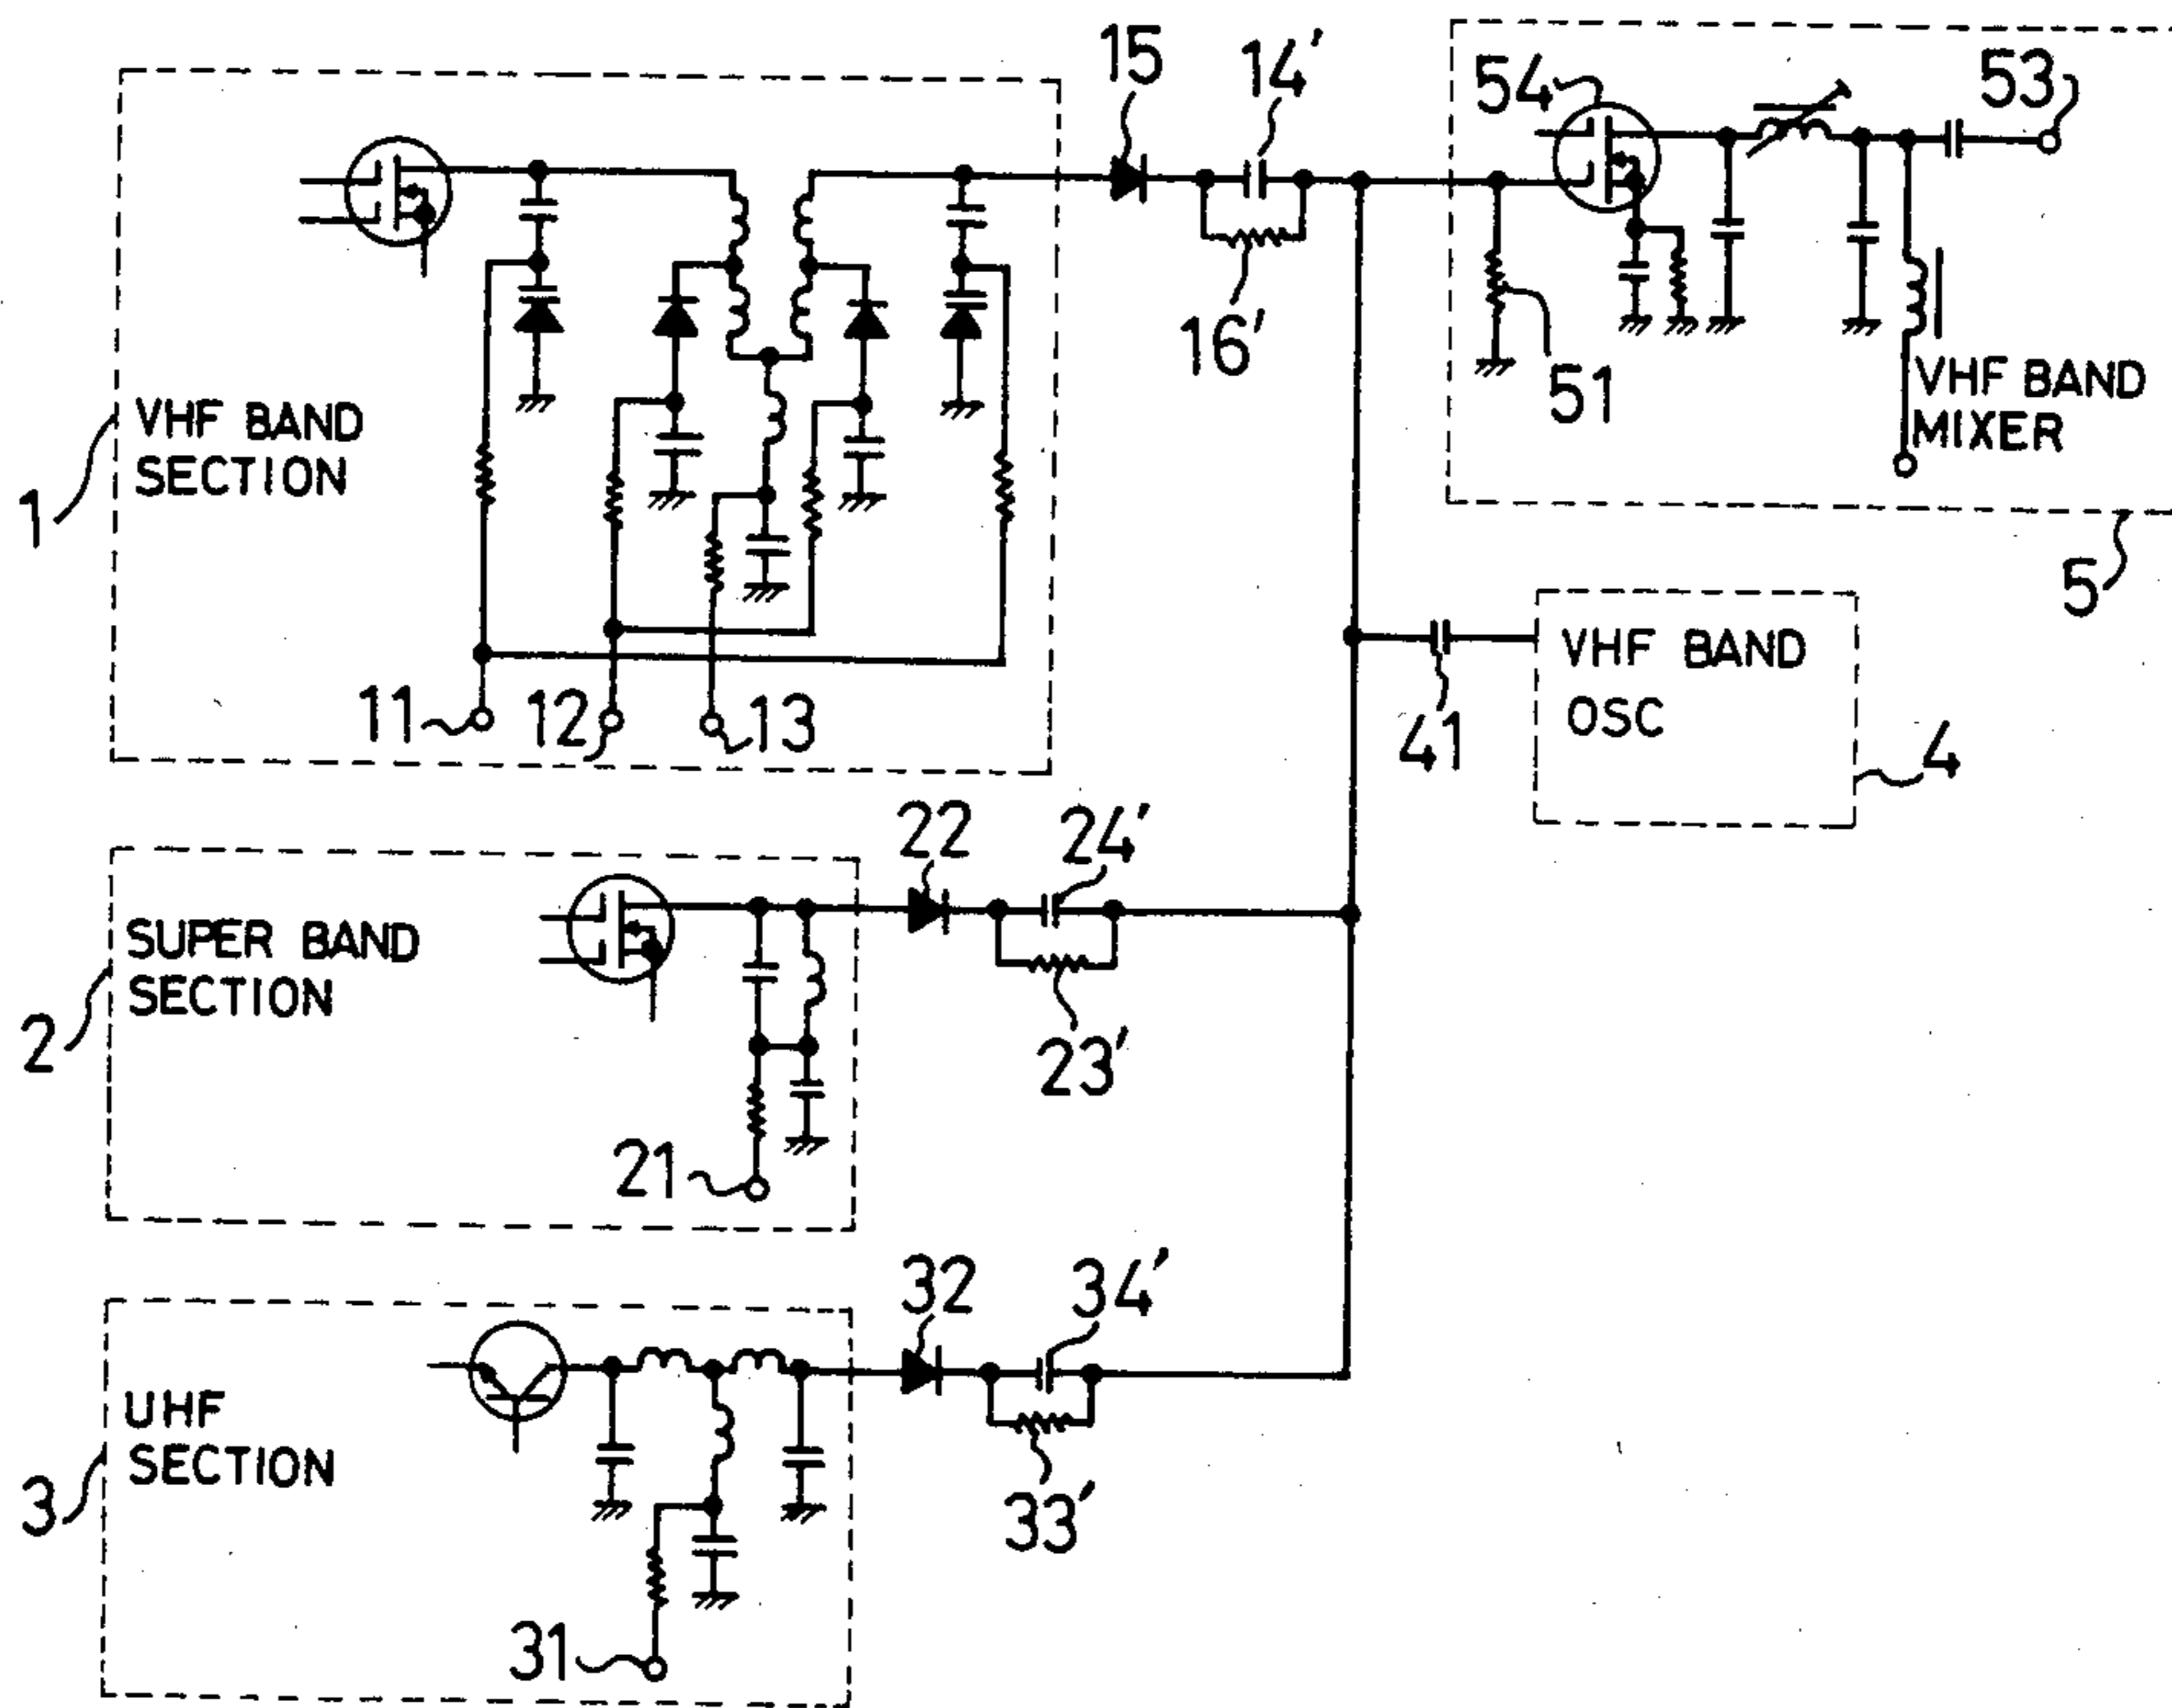 15
14'
54
53
16'
51
VHF BAND
MIXER
1
VHF BAND
SECTION
5
11
12
13
41
VHF BAND
OSC
4
22
24'
SUPER BAND
SECTION
2
23'
21
32
34'
UHF
SECTION
3
33'
31